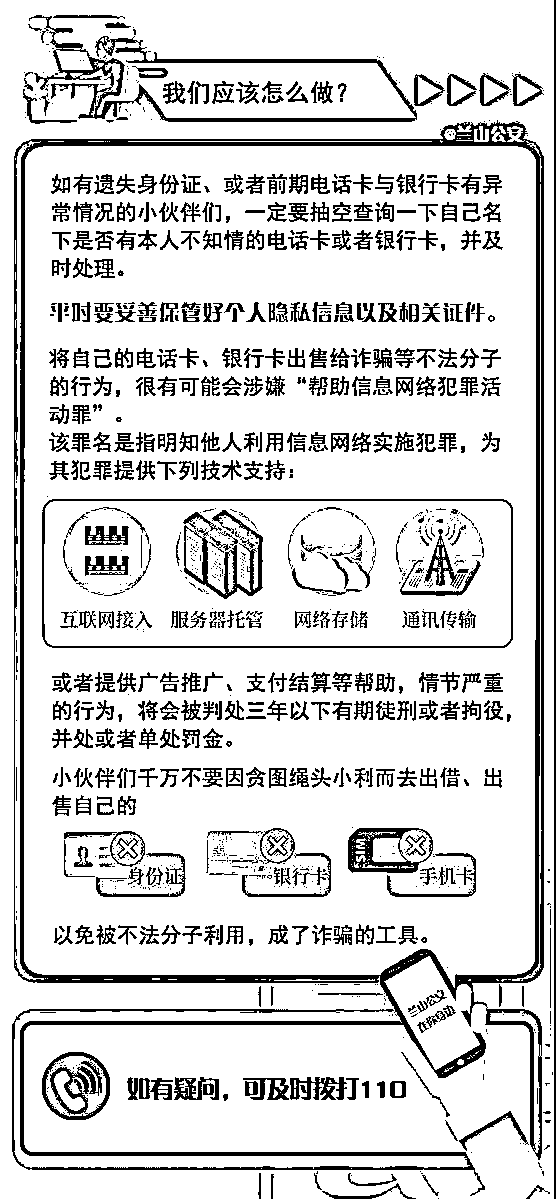 我们应该怎么做？
@兰山公安
如有遗失身份证、或者前期电话卡与银行卡有异
常情况的小伙伴们，一定要抽空查询一下自己名
下是否有本人不知情的电话卡或者银行卡，并及
时处理。
平时要妥善保管好个人隐私信息以及相关证件。
将自己的电话卡、银行卡出售给诈骗等不法分子
的行为，很有可能会涉嫌“帮助信息网络犯罪活
动罪”。
该罪名是指明知他人利用信息网络实施犯罪，为
其犯罪提供下列技术支持：
互联网接入 服务器托管 网络存储 通讯传输
或者提供广告推广、支付结算等帮助，情节严重
的行为，将会被判处三年以下有期徒刑或者拘役，
并处或者单处罚金。
小伙伴们千万不要因贪图绳头小利而去出借、出
售自己的
SIM
身份证 银行卡 手机卡
以免被不法分子利用，成了诈骗的工具。
兰山公安
在你身边
如有疑问，可及时拨打110